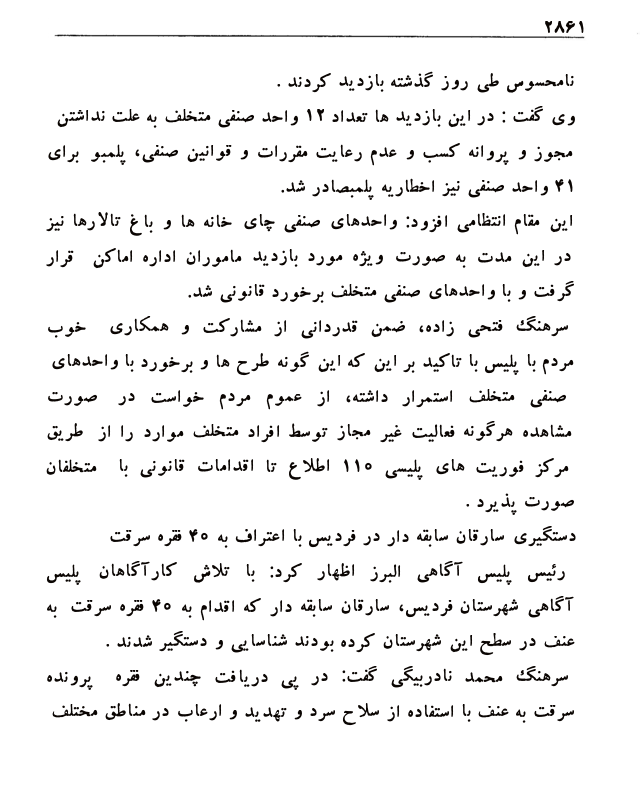 ۲۸۶۱
نامحسوس طی روز گذشته بازدید کردند .
وی گفت : در این بازدید ها تعداد ۱۲ واحد صنفی متخلف به علت نداشتن
مجوز و پروانه کسب و عدم رعایت مقررات و قوانین صنفی، پلمبو برای
۴۱ واحد صنفی نیز اخطاریه پلمبصادر شد.
این مقام انتظامی افزود: واحدهای صنفی چای خانه ها و باغ تالارها نیز
در این مدت به صورت ویژه مورد بازدید ماموران اداره اماکن قرار
گرفت و با واحدهای صنفی متخلف برخورد قانونی شد.
سرهنگ فتحی زاده، ضمن قدردانی از مشارکت و همکاری خوب
مردم با پلیس با تاکید بر این که این گونه طرح ها و برخورد با واحدهای
صنفی متخلف استمرار داشته، از عموم مردم خواست در صورت
مشاهده هرگونه فعالیت غیر مجاز توسط افراد متخلف موارد را از طریق
مرکز فوریت های پلیسی ۱۱۰ اطلاع تا اقدامات قانونی با متخلفان
صورت پذیرد .
دستگیری سارقان سابقه دار در فردیس با اعتراف به ۴۰ فقره سرقت
رئیس پلیس آگاهی البرز اظهار کرد: با تلاش کارآگاهان پلیس
آگاهی شهرستان فردیس، سارقان سابقه دار که اقدام به ۴۰ فقره سرقت به
عنف در سطح این شهرستان کرده بودند شناسایی و دستگیر شدند .
سرهنگ محمد نادربیگی گفت: در پی دریافت چندین فقره پرونده
سرقت به عنف با استفاده از سلاح سرد و تهدید و ارعاب در مناطق مختلف